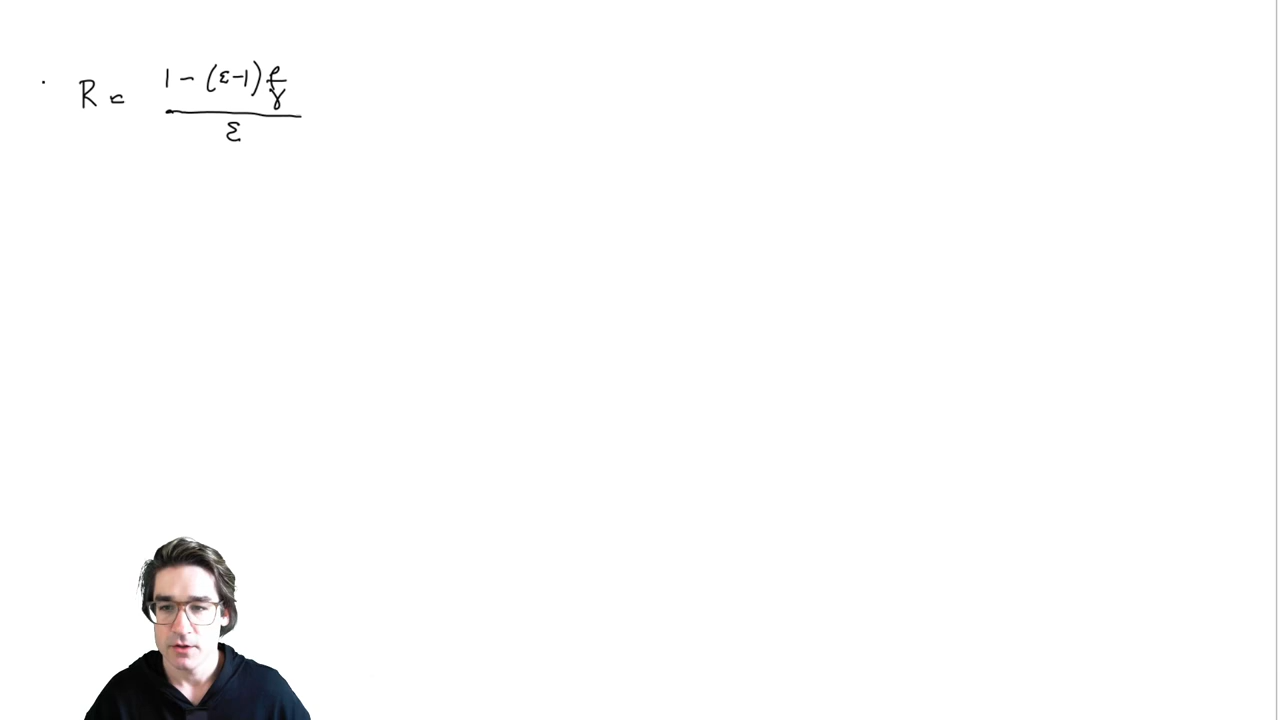 R = (1 - (ε-1) ρ/γ) / ε